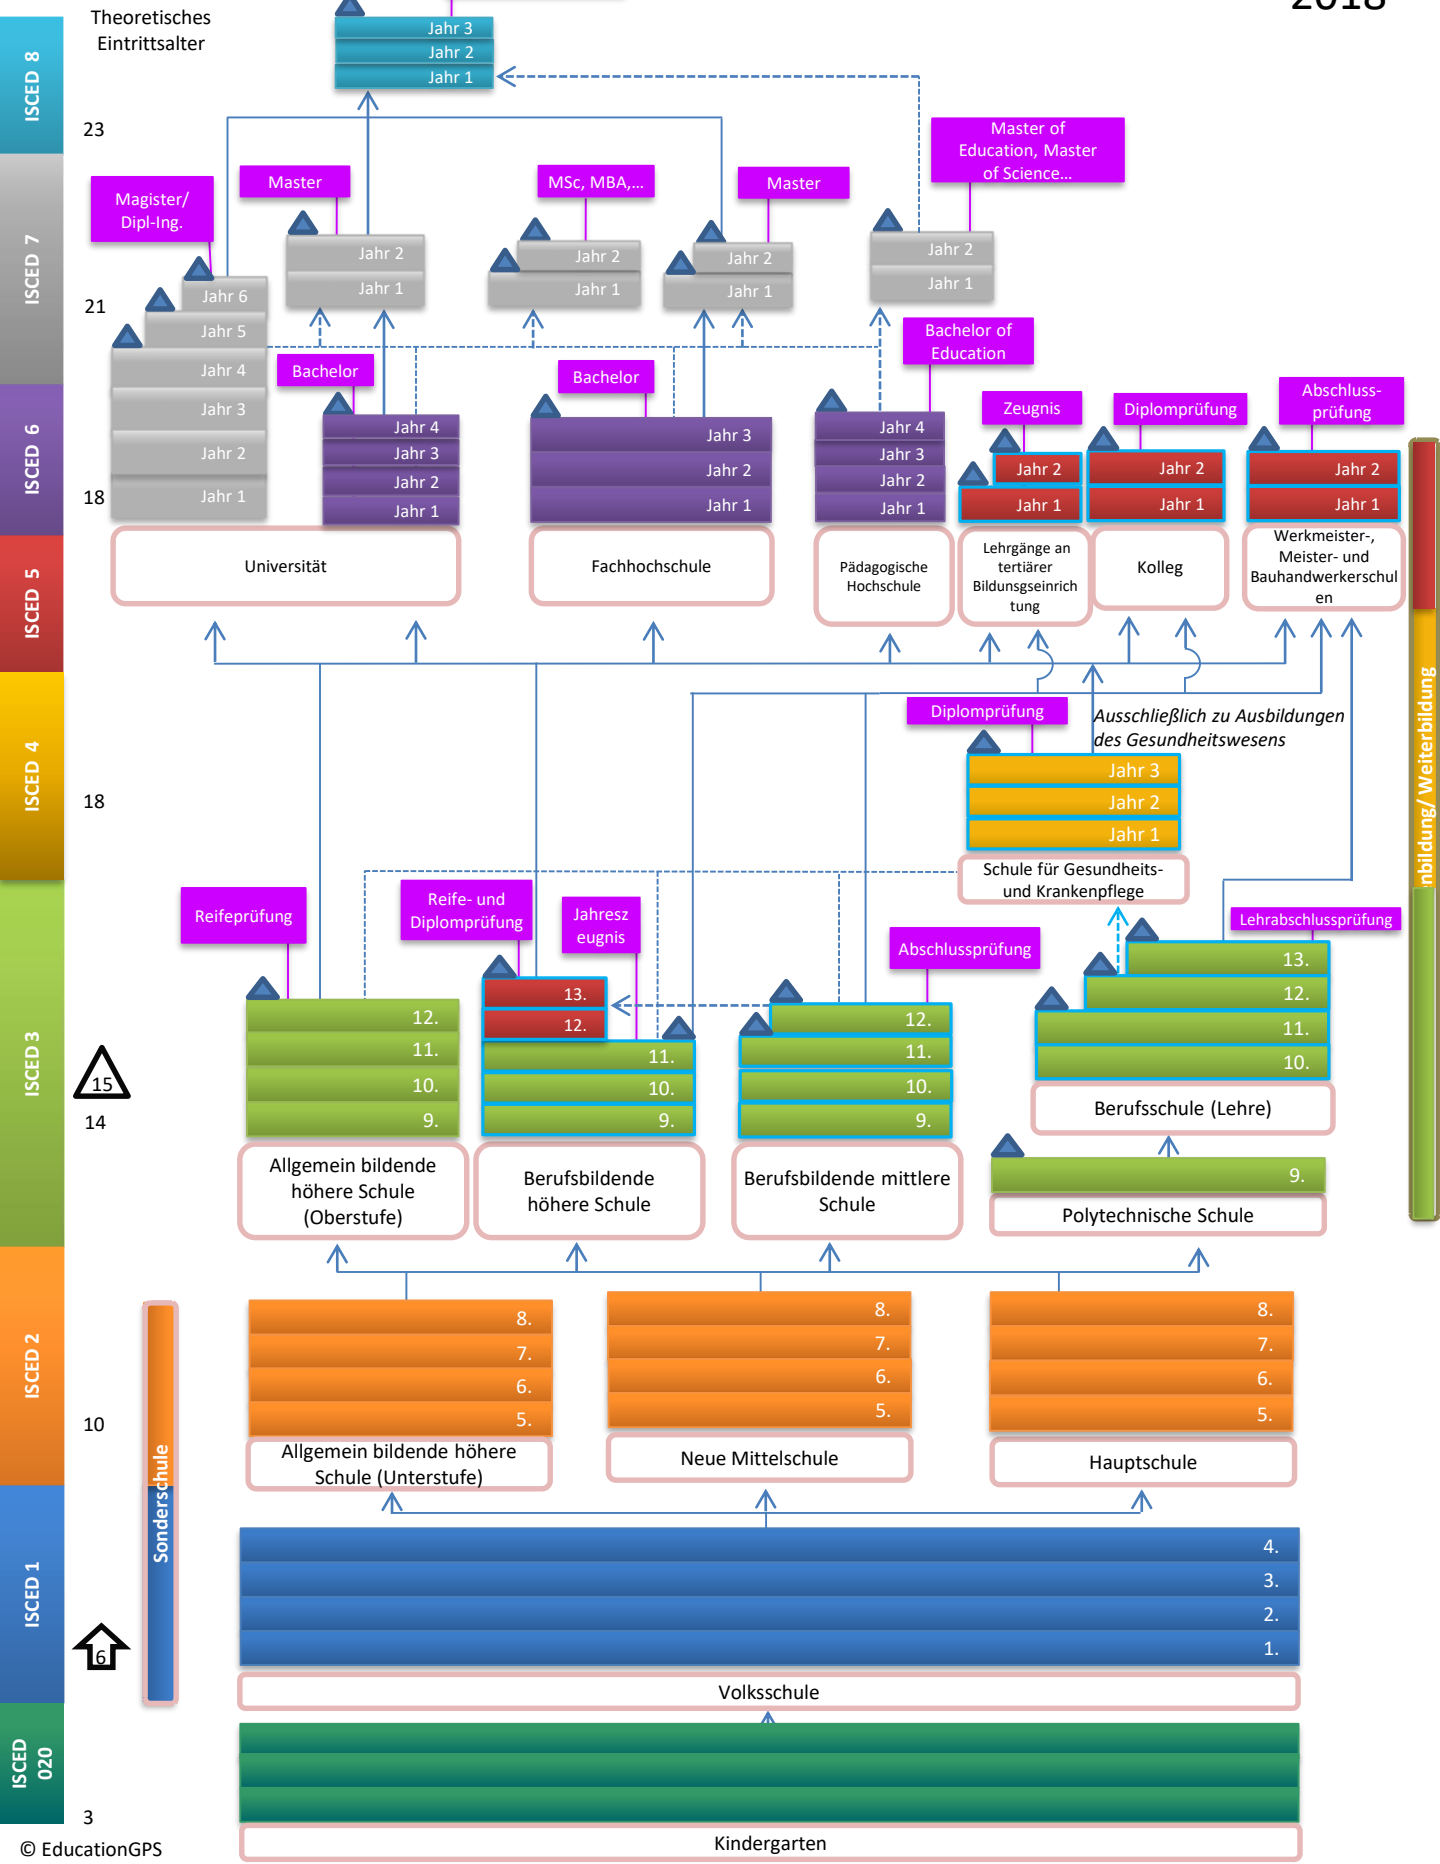 2018
Theoretisches
Eintrittsalter
ISCED 8
Jahr 3
Jahr 2
Jahr 1
23
Master of
Education, Master
of Science...
Magister/
Dipl-Ing.
Master
MSc, MBA,...
Master
ISCED 7
Jahr 6
Jahr 5
Jahr 4
Jahr 3
Jahr 2
Jahr 1
Jahr 2
Jahr 1
Jahr 2
Jahr 1
Jahr 2
Jahr 1
Jahr 2
Jahr 1
21
Bachelor
Bachelor
Bachelor of
Education
Zeugnis
Diplomprüfung
Abschluss-
prüfung
ISCED 6
Jahr 4
Jahr 3
Jahr 2
Jahr 1
Jahr 3
Jahr 2
Jahr 1
Jahr 4
Jahr 3
Jahr 2
Jahr 1
Jahr 2
Jahr 1
Jahr 2
Jahr 1
Jahr 2
Jahr 1
18
Universität
Fachhochschule
Pädagogische
Hochschule
Lehrgänge an
tertiärer
Bildunsgseinrich
tung
Kolleg
Werkmeister-,
Meister- und
Bauhandwerkerschul
en
ISCED 5
ISCED 4
18
Diplomprüfung
Ausschließlich zu Ausbildungen
des Gesundheitswesens
Jahr 3
Jahr 2
Jahr 1
Schule für Gesundheits-
und Krankenpflege
nbildung/ Weiterbildung
ISCED 3
15
14
Reifeprüfung
Reife- und
Diplomprüfung
Jahresz
eugnis
Abschlussprüfung
Lehrabschlussprüfung
12.
11.
10.
9.
13.
12.
11.
10.
9.
12.
11.
10.
9.
13.
12.
11.
10.
Berufsschule (Lehre)
9.
Polytechnische Schule
Allgemein bildende
höhere Schule
(Oberstufe)
Berufsbildende
höhere Schule
Berufsbildende mittlere
Schule
ISCED 2
10
8.
7.
6.
5.
8.
7.
6.
5.
8.
7.
6.
5.
Allgemein bildende höhere
Schule (Unterstufe)
Neue Mittelschule
Hauptschule
Sonderschule
ISCED 1
6
4.
3.
2.
1.
Volksschule
ISCED
020
3
Kindergarten
© EducationGPS